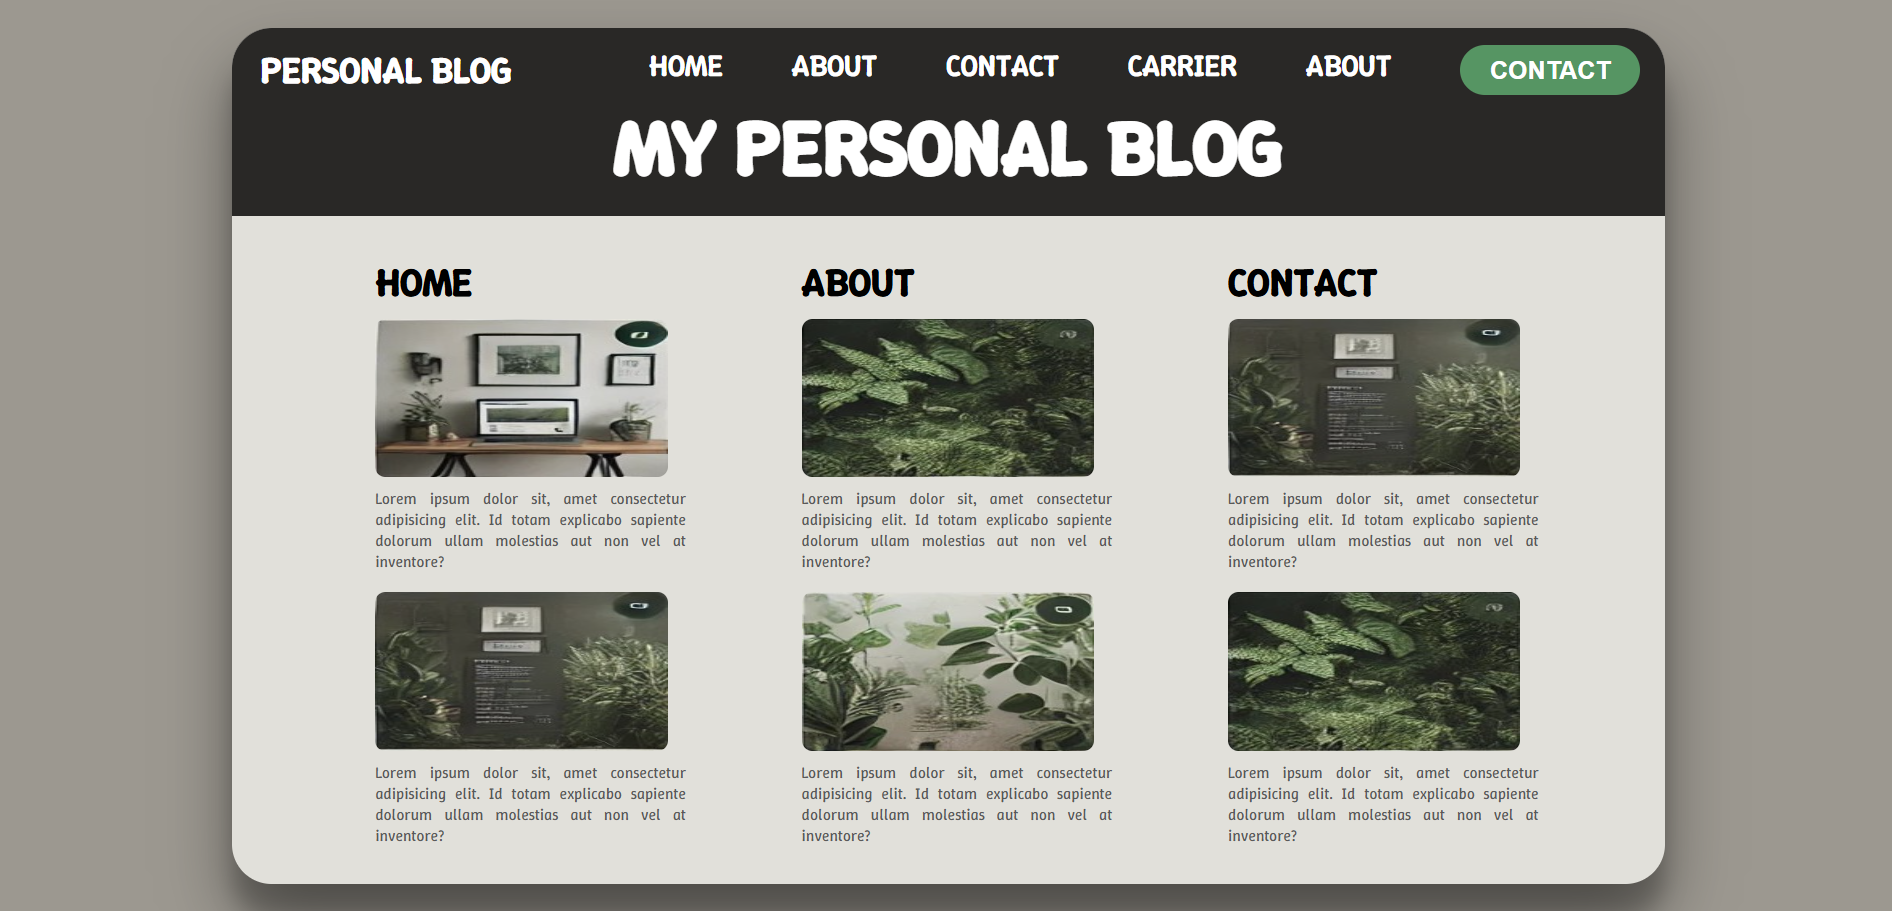 PERSONAL BLOG
HOME ABOUT CONTACT CARRIER ABOUT CONTACT
MY PERSONAL BLOG
HOME
Lorem ipsum dolor sit, amet consectetur
adipisicing elit. Id totam explicabo sapiente
dolorum ullam molestias aut non vel at
inventore?
ABOUT
Lorem ipsum dolor sit, amet consectetur
adipisicing elit. Id totam explicabo sapiente
dolorum ullam molestias aut non vel at
inventore?
CONTACT
Lorem ipsum dolor sit, amet consectetur
adipisicing elit. Id totam explicabo sapiente
dolorum ullam molestias aut non vel at
inventore?
Lorem ipsum dolor sit, amet consectetur
adipisicing elit. Id totam explicabo sapiente
dolorum ullam molestias aut non vel at
inventore?
Lorem ipsum dolor sit, amet consectetur
adipisicing elit. Id totam explicabo sapiente
dolorum ullam molestias aut non vel at
inventore?
Lorem ipsum dolor sit, amet consectetur
adipisicing elit. Id totam explicabo sapiente
dolorum ullam molestias aut non vel at
inventore?